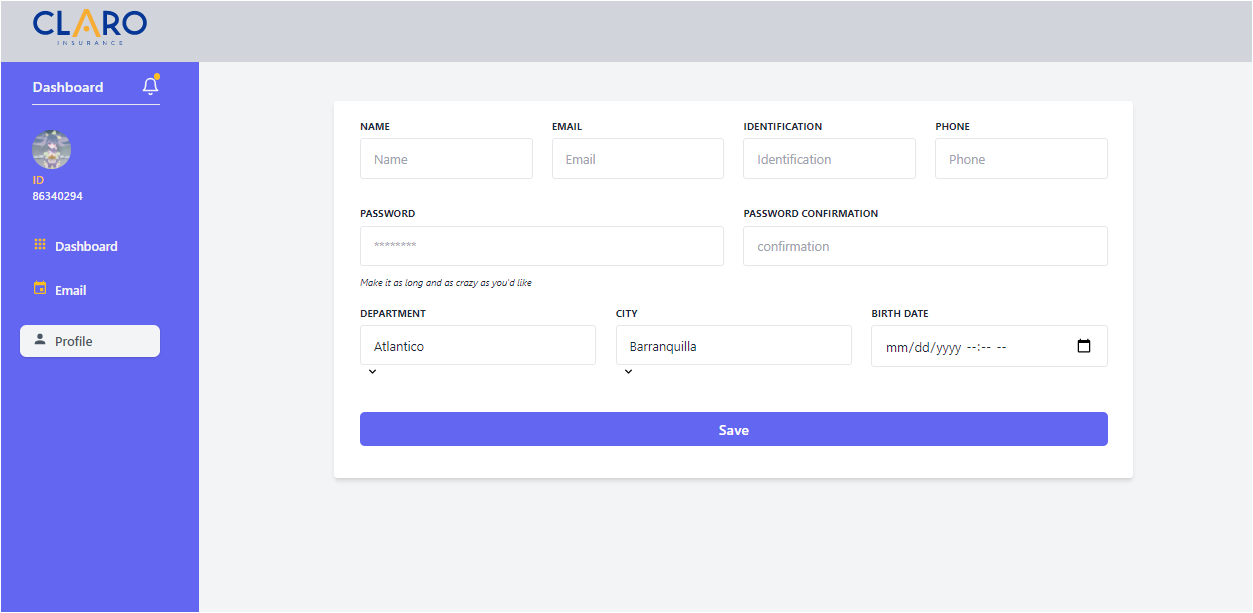 CLARO
INSURANCE
Dashboard
ID
86340294
Dashboard
Email
Profile
NAME EMAIL IDENTIFICATION PHONE
Name Email Identification Phone
PASSWORD PASSWORD CONFIRMATION
******** confirmation
Make it as long and as crazy as you'd like
DEPARTMENT CITY BIRTH DATE
Atlantico Barranquilla mm/dd/yyyy --:-- --
Save